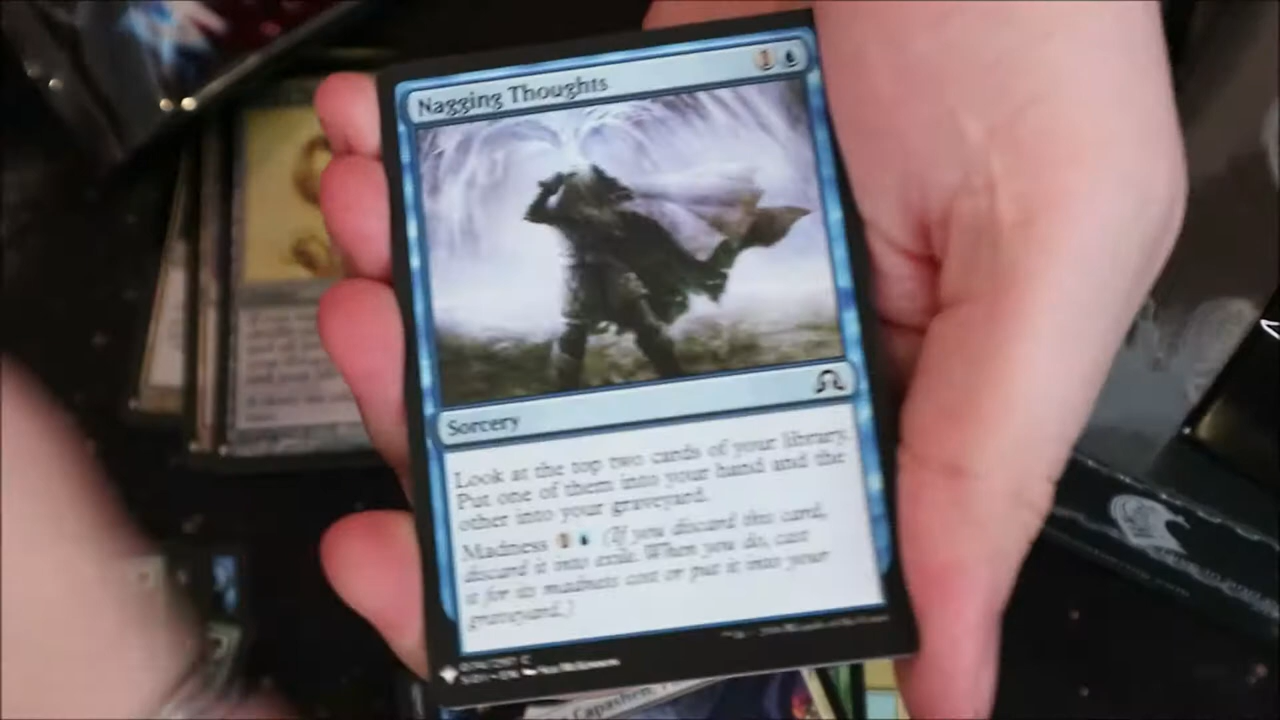 Nagging Thoughts
Sorcery
Look at the top two cards of your library.
Put one of them into your hand and the
other into your graveyard.
Madness (If you discard this card,
discard it into exile. When you do, cast
it for its madness cost or put it into your
graveyard.)
Capashen,